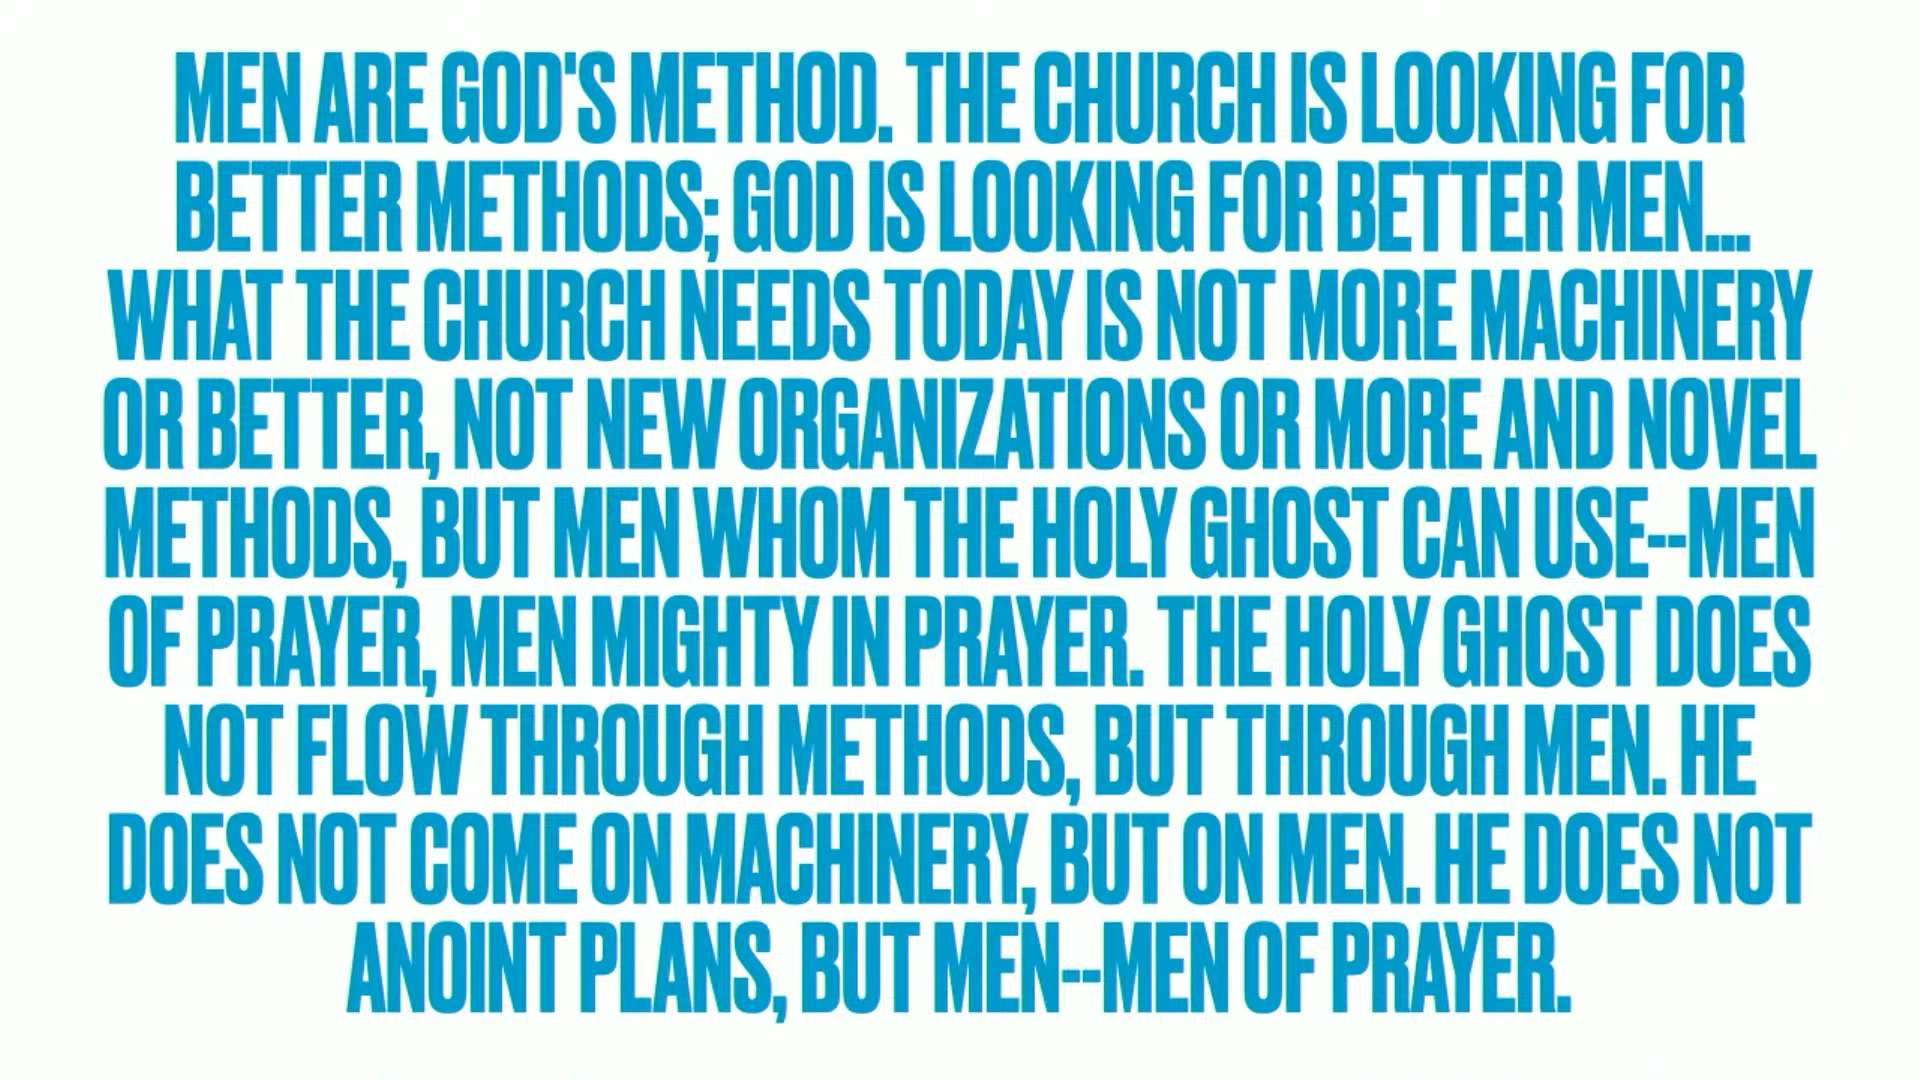 MEN ARE GOD'S METHOD. THE CHURCH IS LOOKING FOR
BETTER METHODS; GOD IS LOOKING FOR BETTER MEN...
WHAT THE CHURCH NEEDS TODAY IS NOT MORE MACHINERY
OR BETTER, NOT NEW ORGANIZATIONS OR MORE AND NOVEL
METHODS, BUT MEN WHOM THE HOLY GHOST CAN USE--MEN
OF PRAYER, MEN MIGHTY IN PRAYER. THE HOLY GHOST DOES
NOT FLOW THROUGH METHODS, BUT THROUGH MEN. HE
DOES NOT COME ON MACHINERY, BUT ON MEN. HE DOES NOT
ANOINT PLANS, BUT MEN--MEN OF PRAYER.